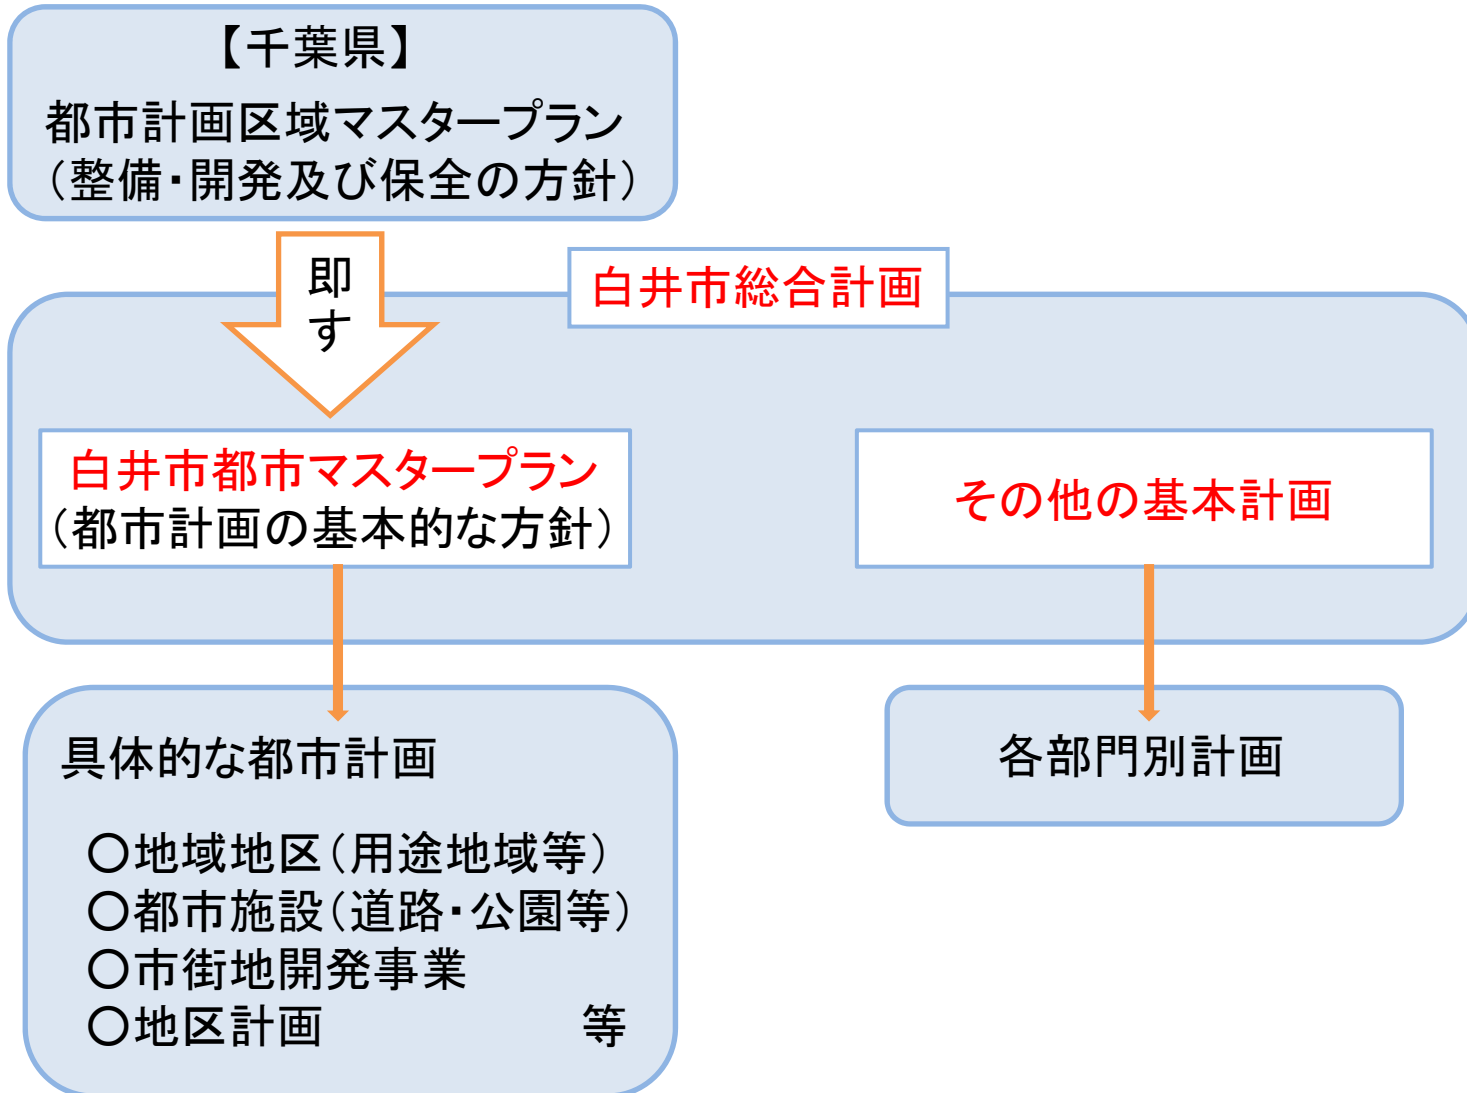 【千葉県】
都市計画区域マスタープラン
（整備・開発及び保全の方針）
即
す
白井市総合計画
白井市都市マスタープラン
（都市計画の基本的な方針）
その他の基本計画
具体的な都市計画
○地域地区（用途地域等）
○都市施設（道路・公園等）
○市街地開発事業
○地区計画　　　　　等
各部門別計画